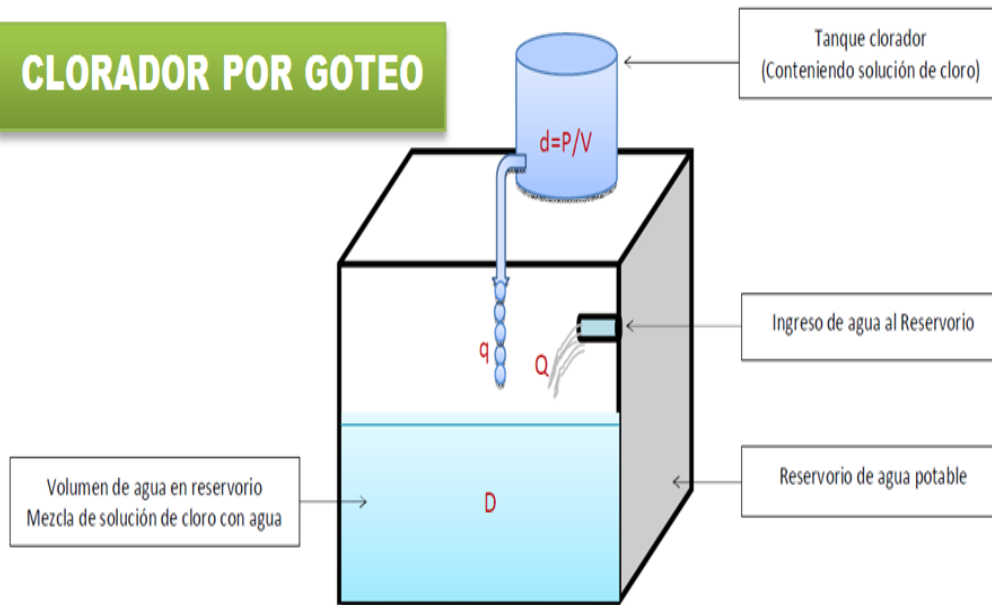 CLORADOR POR GOTEO
Tanque clorador
(Conteniendo solución de cloro)
d=P/V
Ingreso de agua al Reservorio
q
Q
Volumen de agua en reservorio
Mezcla de solución de cloro con agua
D
Reservorio de agua potable